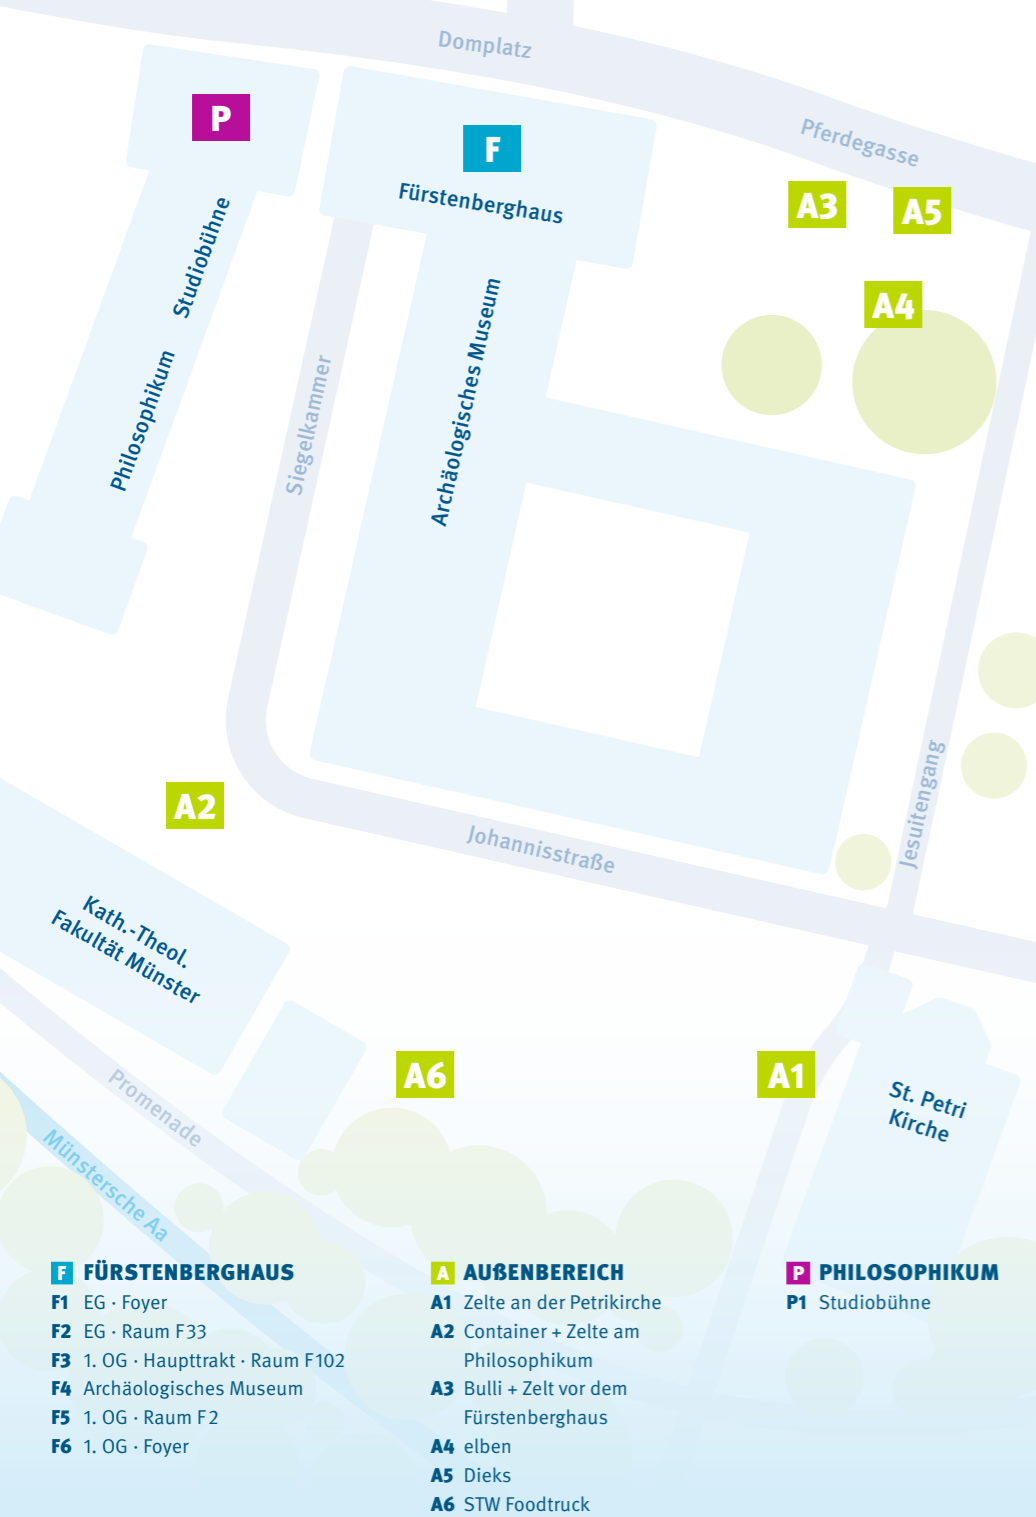 Domplatz
Pferdegasse
P
F
Fürstenberghaus
A3
A5
Studiobühne
Archäologisches Museum
A4
Philosophikum
Siegelkammer
A2
Johannisstraße
Jesuitengang
Kath.-Theol.
Fakultät Münster
A6
A1
Promenade
St. Petri
Kirche
Münstersche Aa
F FÜRSTENBERGHAUS
F1 EG · Foyer
F2 EG · Raum F33
F3 1. OG · Haupttrakt · Raum F102
F4 Archäologisches Museum
F5 1. OG · Raum F2
F6 1. OG · Foyer
A AUßENBEREICH
A1 Zelte an der Petrikirche
A2 Container + Zelte am
Philosophikum
A3 Bulli + Zelt vor dem
Fürstenberghaus
A4 elben
A5 Dieks
A6 STW Foodtruck
P PHILOSOPHIKUM
P1 Studiobühne